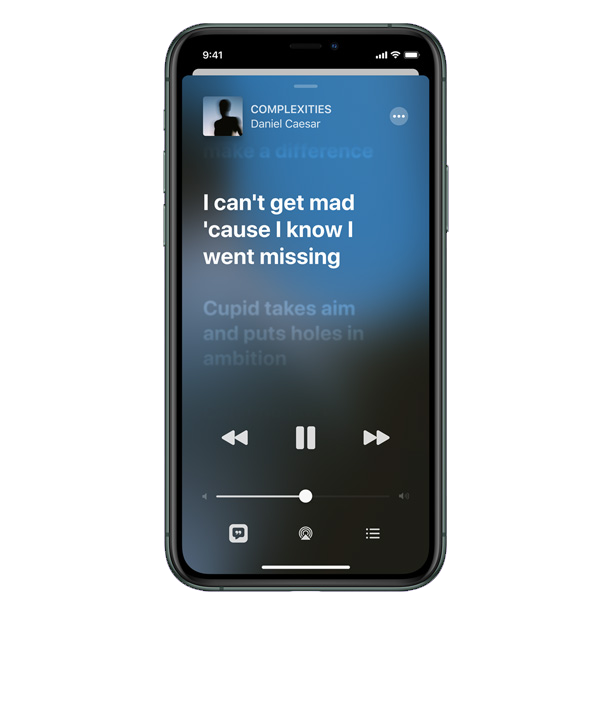 9:41
COMPLEXITIES
Daniel Caesar
make a difference
I can't get mad
'cause I know I
went missing
Cupid takes aim
and puts holes in
ambition